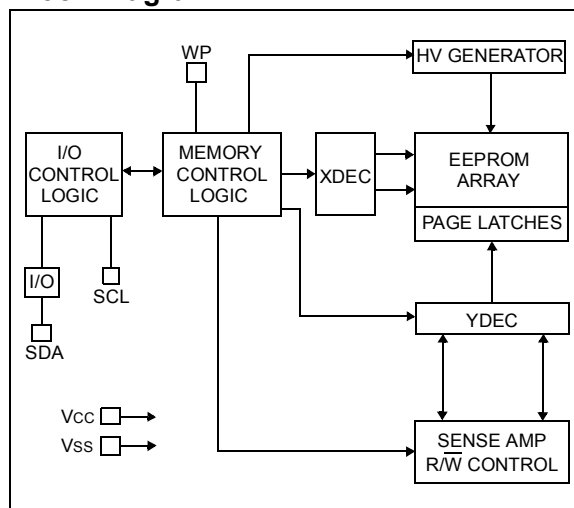 WP
HV GENERATOR
I/O
CONTROL
LOGIC
MEMORY
CONTROL
LOGIC
XDEC
EEPROM
ARRAY
PAGE LATCHES
I/O
SCL
SDA
YDEC
VCC
VSS
SENSE AMP
R/W̅ CONTROL